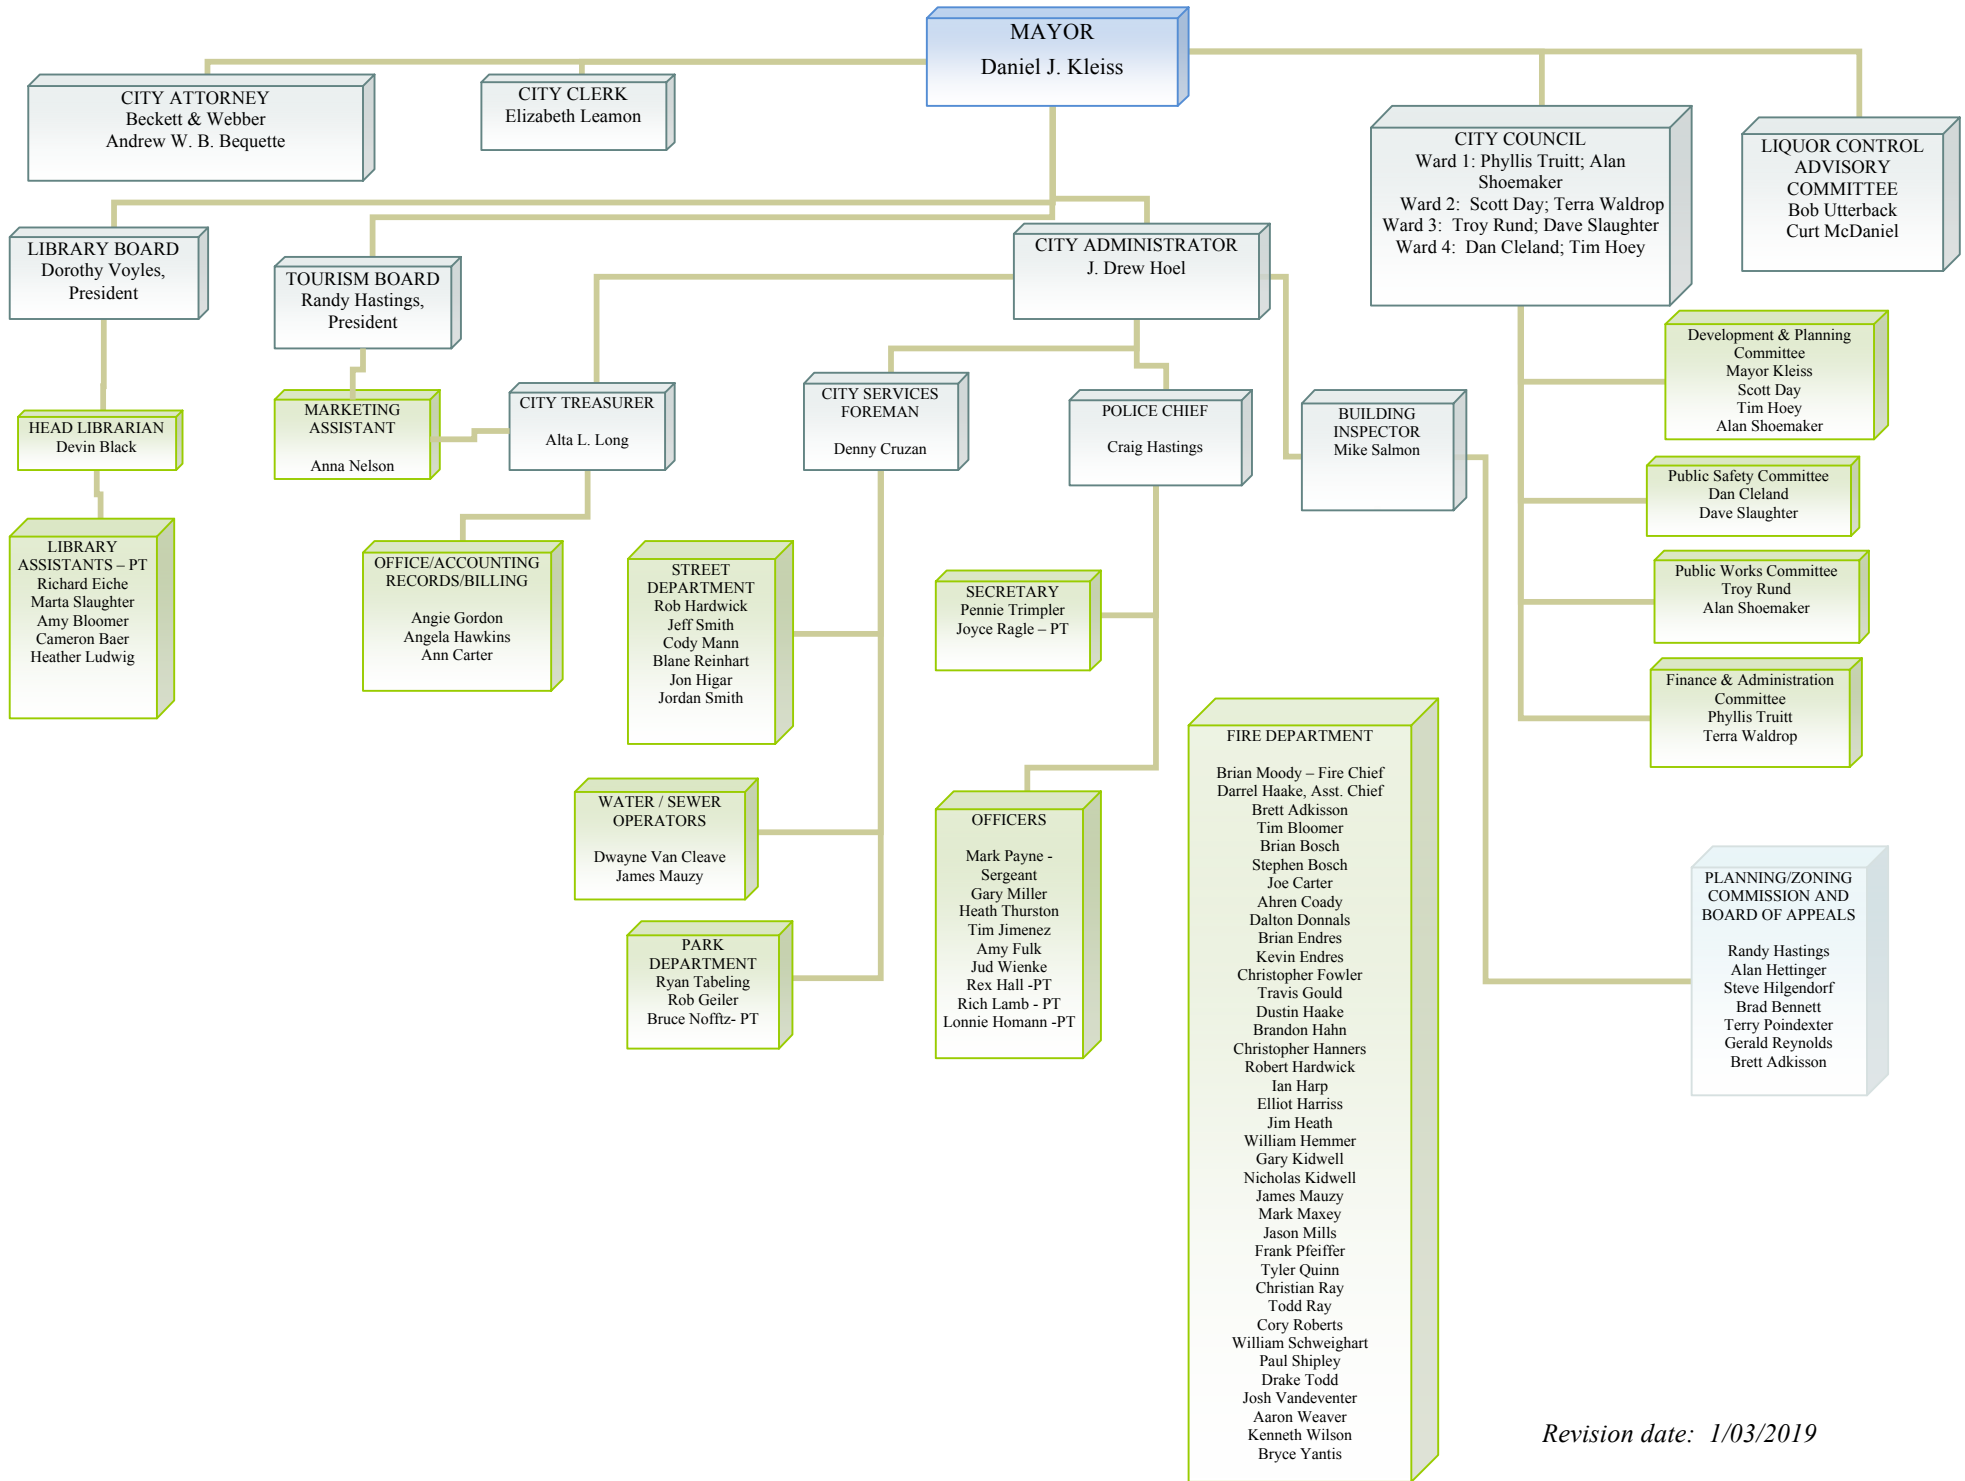 MAYOR
Daniel J. Kleiss
CITY ATTORNEY
Beckett & Webber
Andrew W. B. Bequette
CITY CLERK
Elizabeth Leamon
CITY COUNCIL
Ward 1: Phyllis Truitt; Alan
Shoemaker
Ward 2:  Scott Day; Terra Waldrop
Ward 3:  Troy Rund; Dave Slaughter
Ward 4:  Dan Cleland; Tim Hoey
LIQUOR CONTROL
ADVISORY
COMMITTEE
Bob Utterback
Curt McDaniel
LIBRARY BOARD
Dorothy Voyles,
President
TOURISM BOARD
Randy Hastings,
President
CITY ADMINISTRATOR
J. Drew Hoel
Development & Planning
Committee
Mayor Kleiss
Scott Day
Tim Hoey
Alan Shoemaker
HEAD LIBRARIAN
Devin Black
MARKETING
ASSISTANT
Anna Nelson
CITY TREASURER
Alta L. Long
CITY SERVICES
FOREMAN
Denny Cruzan
POLICE CHIEF
Craig Hastings
BUILDING
INSPECTOR
Mike Salmon
Public Safety Committee
Dan Cleland
Dave Slaughter
LIBRARY
ASSISTANTS – PT
Richard Eiche
Marta Slaughter
Amy Bloomer
Cameron Baer
Heather Ludwig
OFFICE/ACCOUNTING
RECORDS/BILLING
Angie Gordon
Angela Hawkins
Ann Carter
STREET
DEPARTMENT
Rob Hardwick
Jeff Smith
Cody Mann
Blane Reinhart
Jon Higar
Jordan Smith
SECRETARY
Pennie Trimpler
Joyce Ragle – PT
Public Works Committee
Troy Rund
Alan Shoemaker
Finance & Administration
Committee
Phyllis Truitt
Terra Waldrop
WATER / SEWER
OPERATORS
Dwayne Van Cleave
James Mauzy
PARK
DEPARTMENT
Ryan Tabeling
Rob Geiler
Bruce Nofftz- PT
OFFICERS
Mark Payne -
Sergeant
Gary Miller
Heath Thurston
Tim Jimenez
Amy Fulk
Jud Wienke
Rex Hall -PT
Rich Lamb - PT
Lonnie Homann -PT
FIRE DEPARTMENT
Brian Moody – Fire Chief
Darrel Haake, Asst. Chief
Brett Adkisson
Tim Bloomer
Brian Bosch
Stephen Bosch
Joe Carter
Ahren Coady
Dalton Donnals
Brian Endres
Kevin Endres
Christopher Fowler
Travis Gould
Dustin Haake
Brandon Hahn
Christopher Hanners
Robert Hardwick
Ian Harp
Elliot Harriss
Jim Heath
William Hemmer
Gary Kidwell
Nicholas Kidwell
James Mauzy
Mark Maxey
Jason Mills
Frank Pfeiffer
Tyler Quinn
Christian Ray
Todd Ray
Cory Roberts
William Schweighart
Paul Shipley
Drake Todd
Josh Vandeventer
Aaron Weaver
Kenneth Wilson
Bryce Yantis
PLANNING/ZONING
COMMISSION AND
BOARD OF APPEALS
Randy Hastings
Alan Hettinger
Steve Hilgendorf
Brad Bennett
Terry Poindexter
Gerald Reynolds
Brett Adkisson
Revision date:  1/03/2019